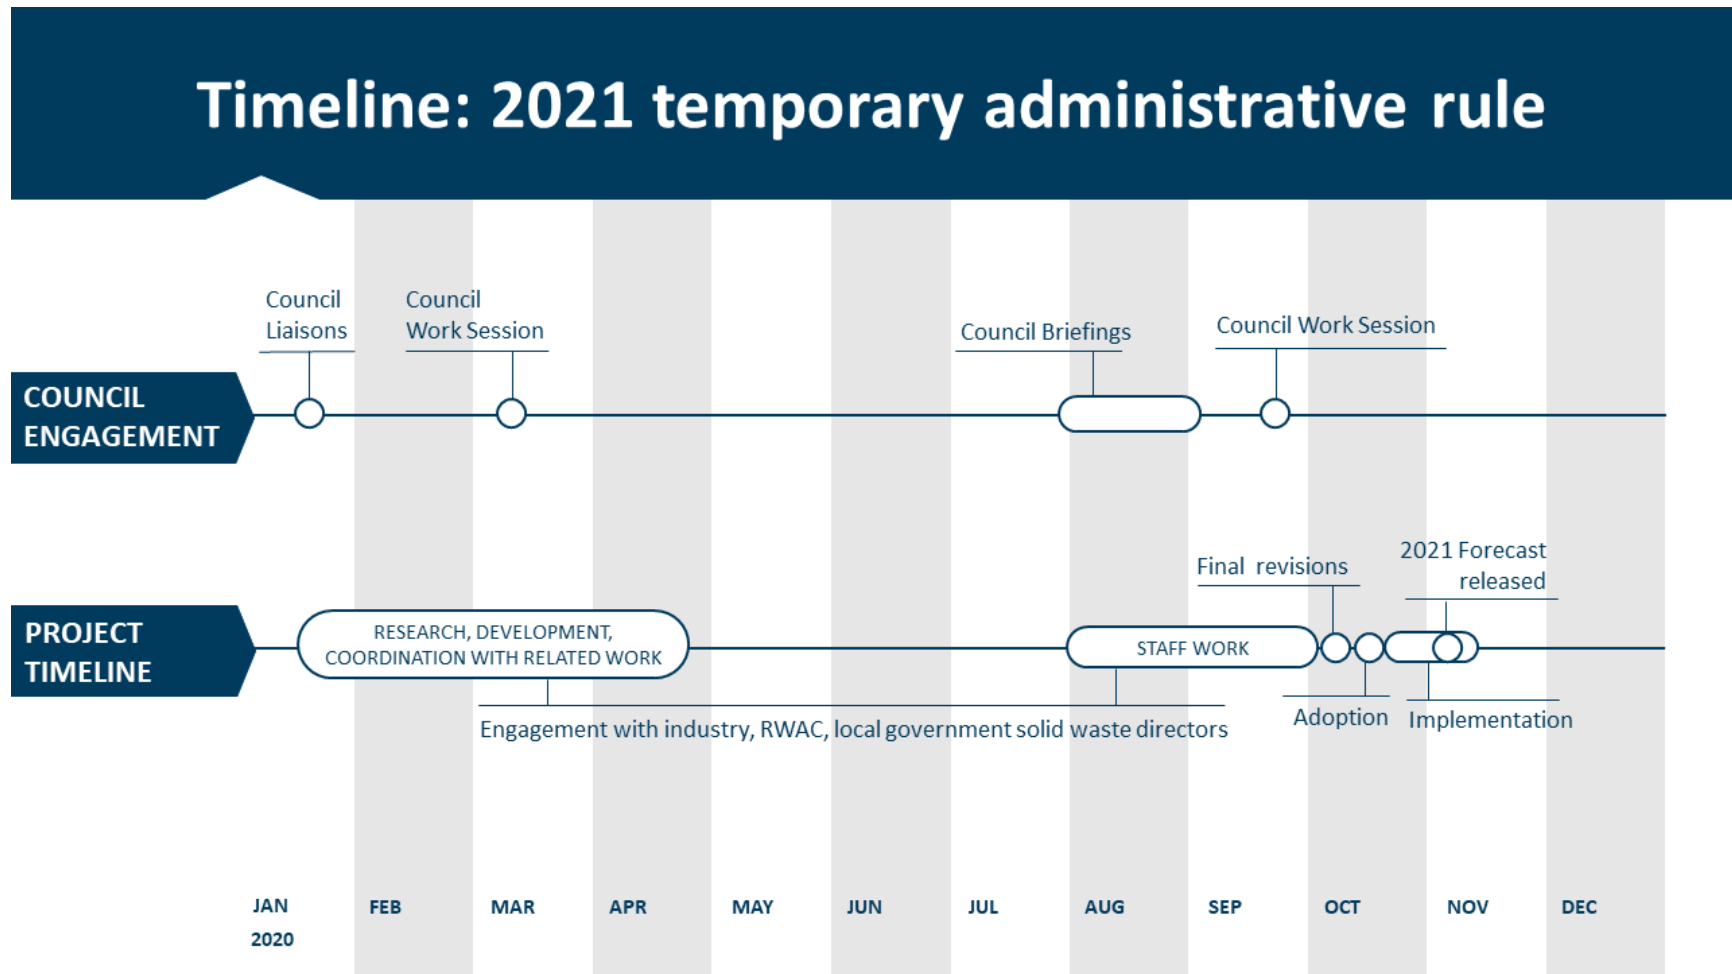 Timeline: 2021 temporary administrative rule
Council
Liaisons
Council
Work Session
Council Briefings
Council Work Session
COUNCIL
ENGAGEMENT
Final revisions
2021 Forecast
released
PROJECT
TIMELINE
RESEARCH, DEVELOPMENT,
COORDINATION WITH RELATED WORK
STAFF WORK
Engagement with industry, RWAC, local government solid waste directors
Adoption
Implementation
JAN FEB MAR APR MAY JUN JUL AUG SEP OCT NOV DEC
2020